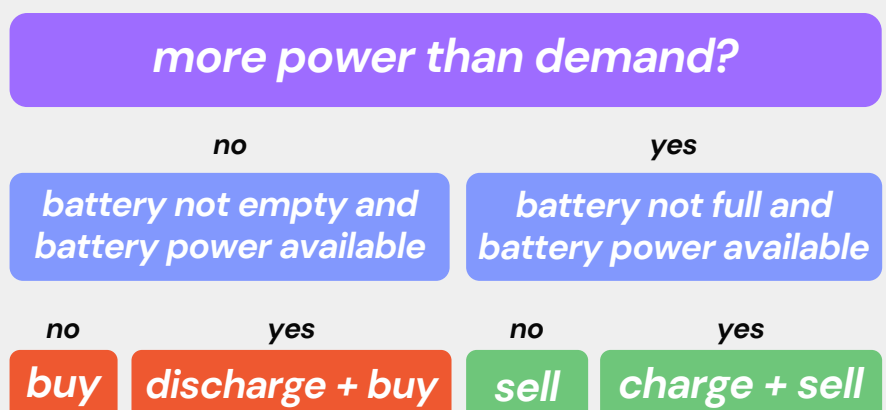 more power than demand?
no
yes
battery not empty and
battery power available
battery not full and
battery power available
no
yes
no
yes
buy
discharge + buy
sell
charge + sell